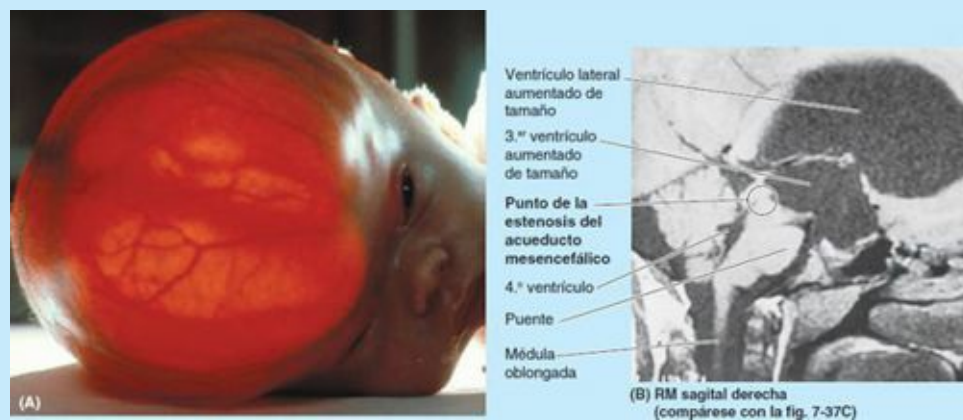 (A)
Ventrículo lateral
aumentado de
tamaño
3.er ventrículo
aumentado
de tamaño
Punto de la
estenosis del
acueducto
mesencefálico
4.º ventrículo
Puente
Médula
oblongada
(B) RM sagital derecha
(compárese con la fig. 7-37C)